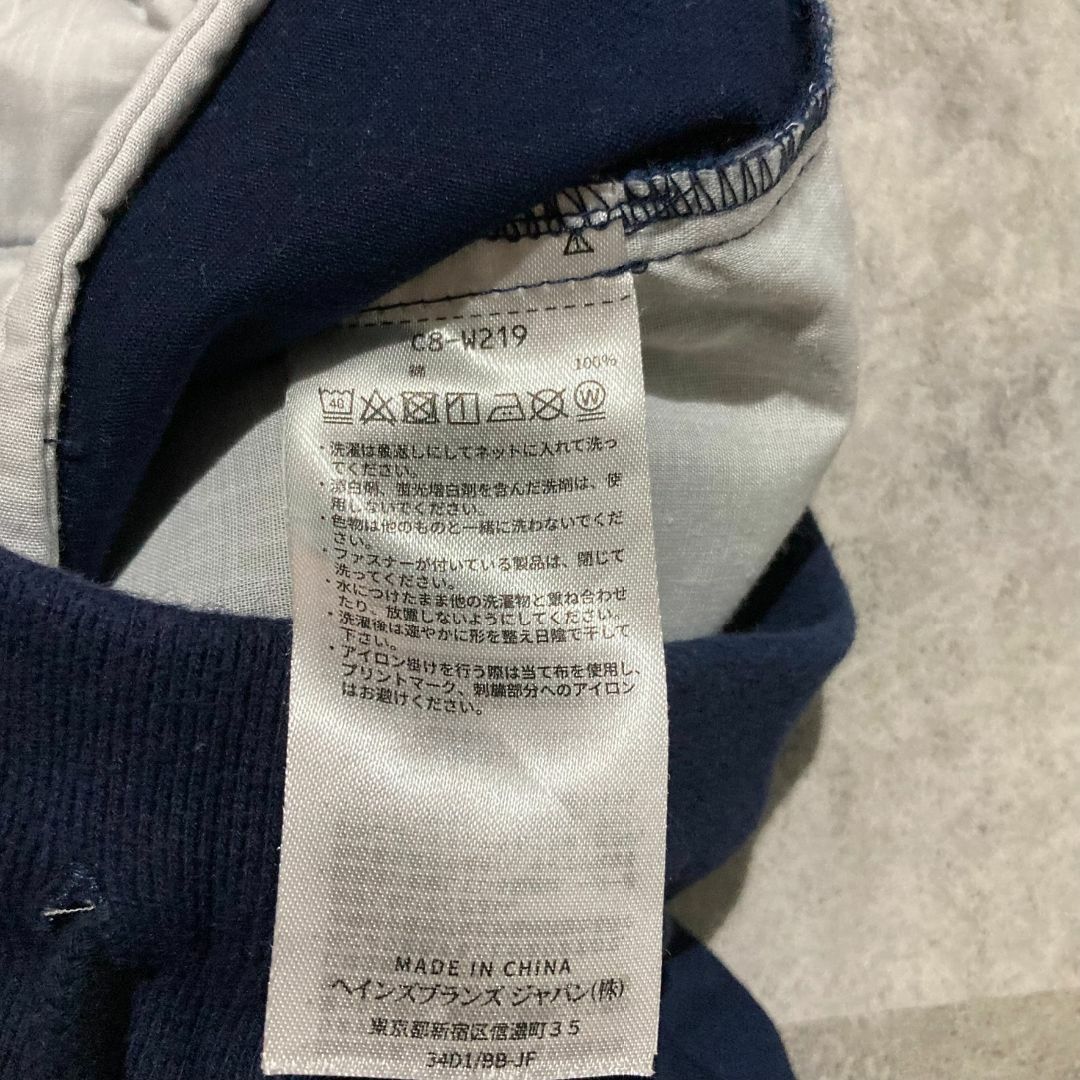 C8-W219
綿 100%
40 W
・洗濯は裏返しにしてネットに入れて洗っ
てください。
・漂白剤、蛍光増白剤を含んだ洗剤は、使
用しないでください。
・色物は他のものと一緒に洗わないでくだ
さい。
・ファスナーが付いている製品は、閉じて
洗ってください。
・水につけたまま他の洗濯物と重ね合わせ
たり、放置しないようにしてください。
・洗濯後は速やかに形を整え日陰で干して
下さい。
・アイロン掛けを行う際は当て布を使用し、
プリントマーク、刺繍部分へのアイロン
はお避けください。
MADE IN CHINA
ヘインズブランズ ジャパン(株)
東京都新宿区信濃町35
34D1/BB-JF